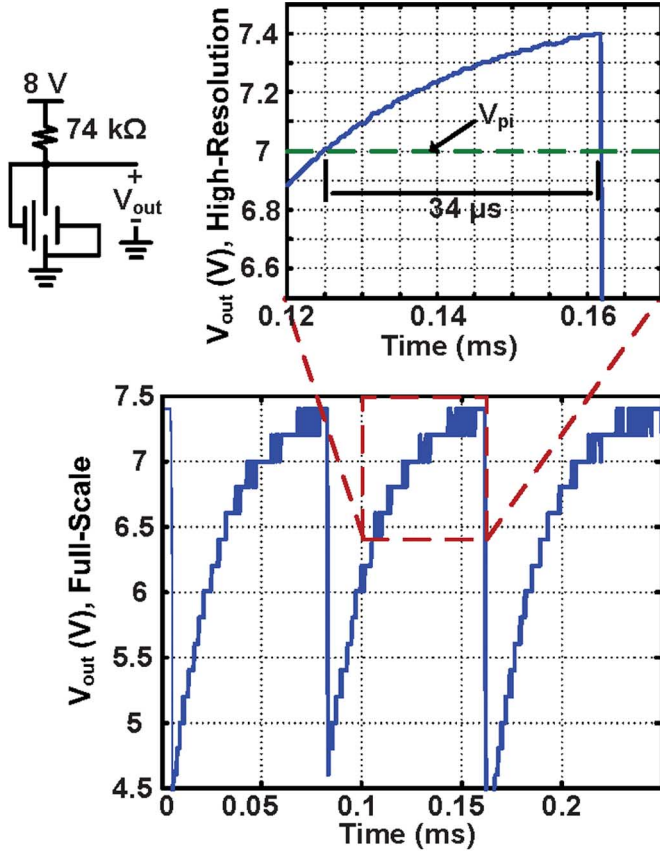 8 V
74 kΩ
+
V_out
-
V_out (V), High-Resolution
7.4
7.2
7
6.8
6.6
V_pi
34 µs
0.12
0.14
0.16
Time (ms)
V_out (V), Full-Scale
7.5
7
6.5
6
5.5
5
4.5
0
0.05
0.1
0.15
0.2
Time (ms)